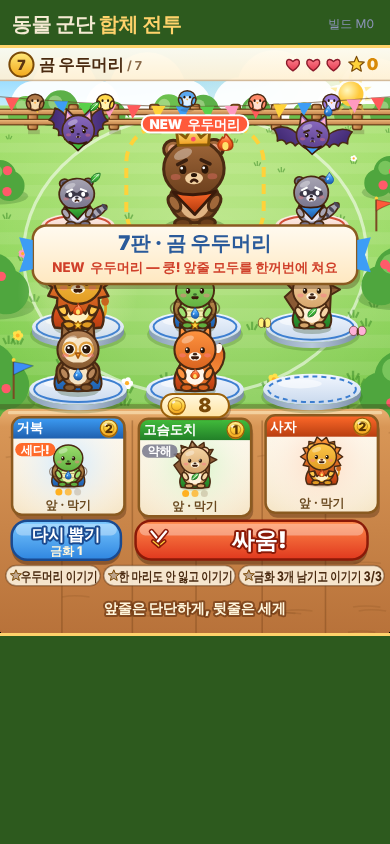 동물 군단 합체 전투
빌드 M0
7 곰 우두머리 / 7
0
NEW 우두머리
7판 · 곰 우두머리
NEW 우두머리 — 쿵! 앞줄 모두를 한꺼번에 쳐요
8
거북 2
세다!
앞 · 막기
고슴도치 1
약해
앞 · 막기
사자 2
앞 · 막기
다시 뽑기
금화 1
싸움!
우두머리 이기기
한 마리도 안 잃고 이기기
금화 3개 남기고 이기기 3/3
앞줄은 단단하게, 뒷줄은 세게